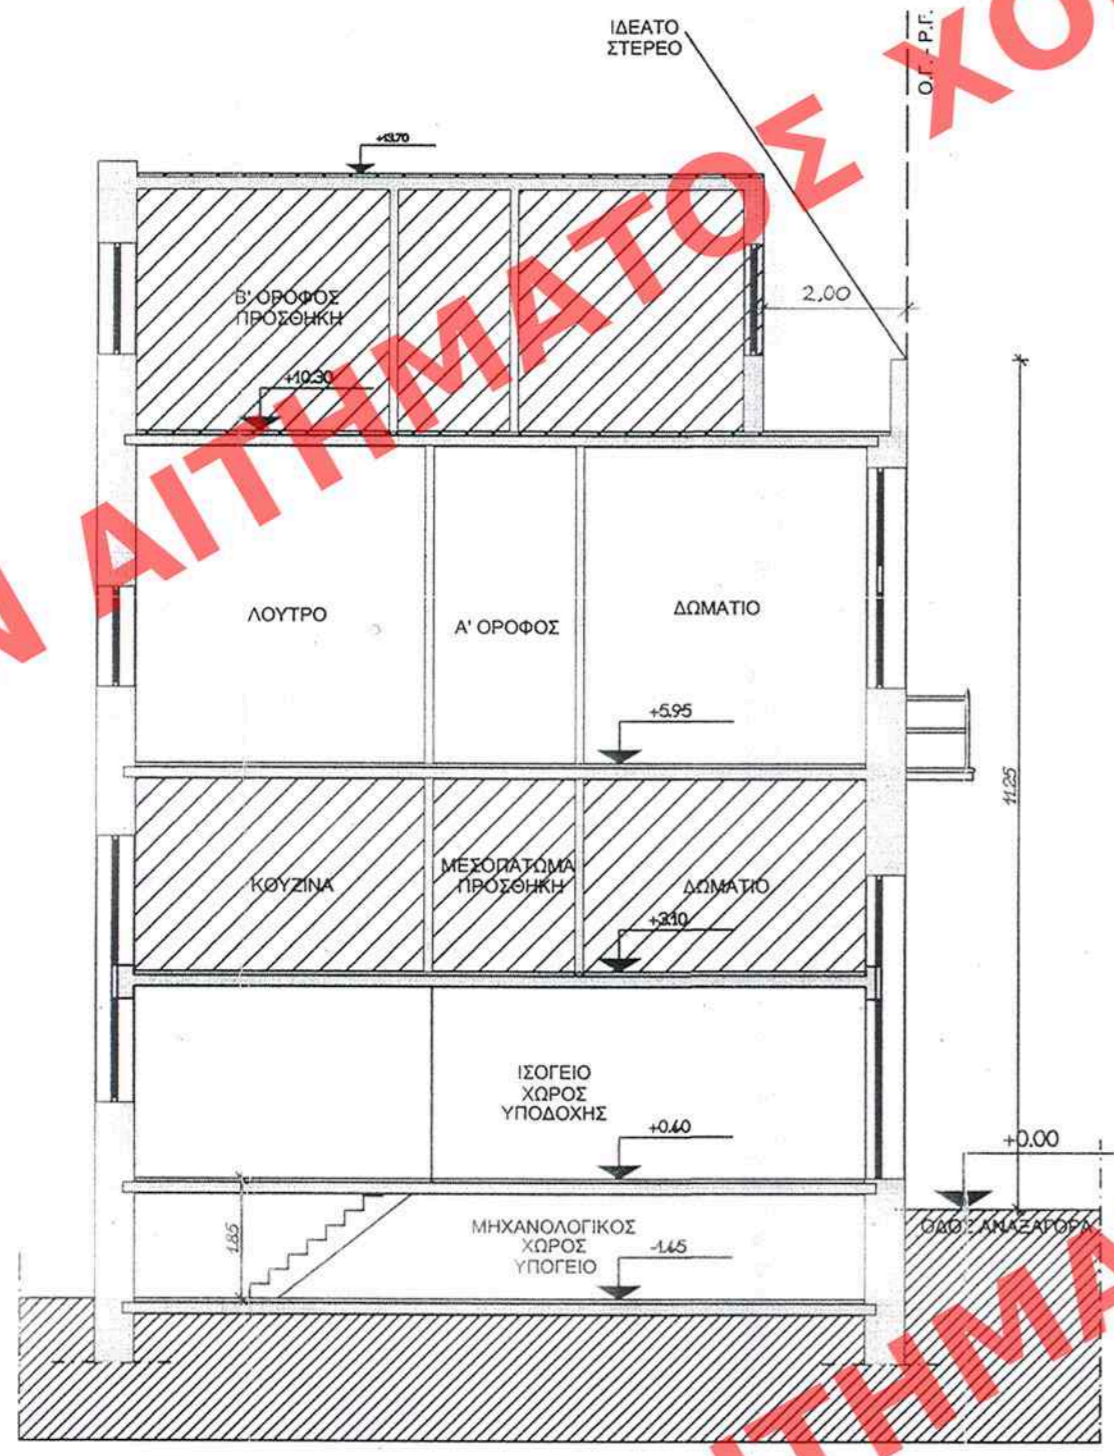 ΙΔΕΑΤΟ
ΣΤΕΡΕΟ
Ο.Γ. - Ρ.Γ.
ΑΙΤΗΜΑΤΟΣ
+13.70
2,00
Β' ΟΡΟΦΟΣ
ΠΡΟΣΘΗΚΗ
+10.30
ΛΟΥΤΡΟ
Α' ΟΡΟΦΟΣ
ΔΩΜΑΤΙΟ
+5.95
11.25
ΚΟΥΖΙΝΑ
ΜΕΣΟΠΑΤΩΜΑ
ΠΡΟΣΘΗΚΗ
ΔΩΜΑΤΙΟ
+3.10
ΙΣΟΓΕΙΟ
ΧΩΡΟΣ
ΥΠΟΔΟΧΗΣ
+0.40
+0.00
ΟΔΟΣ ΑΝΑΞΑΓΟΡΑ
1.85
ΜΗΧΑΝΟΛΟΓΙΚΟΣ
ΧΩΡΟΣ
ΥΠΟΓΕΙΟ
-1.45